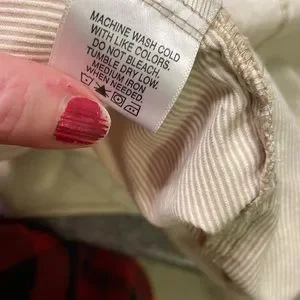 MACHINE WASH COLD
WITH LIKE COLORS.
DO NOT BLEACH.
TUMBLE DRY LOW.
MEDIUM IRON
WHEN NEEDED.